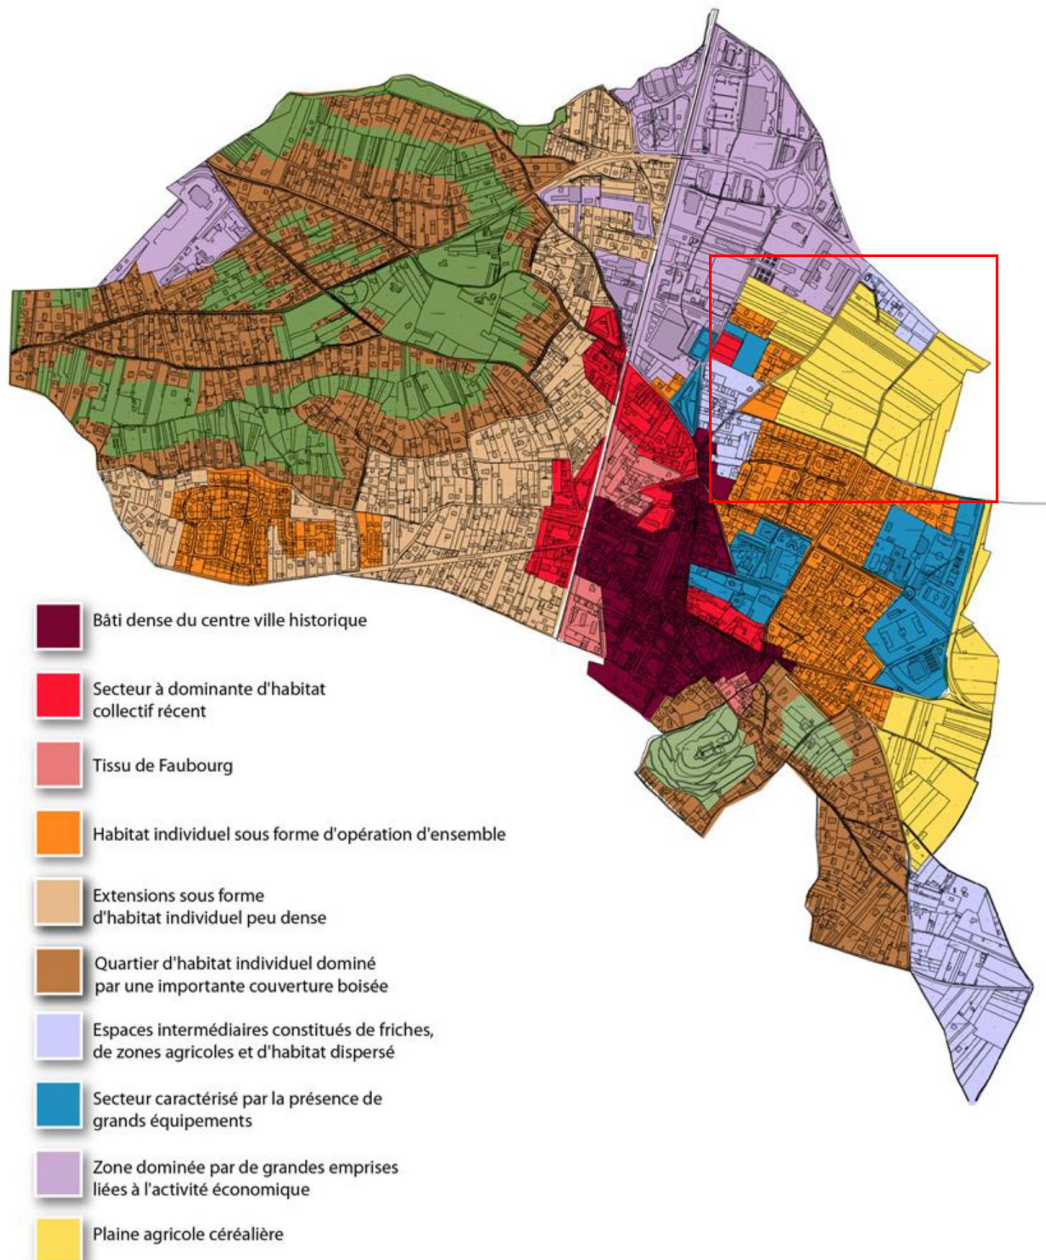 Bâti dense du centre ville historique
Secteur à dominante d'habitat
collectif récent
Tissu de Faubourg
Habitat individuel sous forme d'opération d'ensemble
Extensions sous forme
d'habitat individuel peu dense
Quartier d'habitat individuel dominé
par une importante couverture boisée
Espaces intermédiaires constitués de friches,
de zones agricoles et d'habitat dispersé
Secteur caractérisé par la présence de
grands équipements
Zone dominée par de grandes emprises
liées à l'activité économique
Plaine agricole céréalière